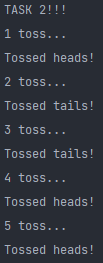 TASK 2!!!
1 toss...
Tossed heads!
2 toss...
Tossed tails!
3 toss...
Tossed tails!
4 toss...
Tossed heads!
5 toss...
Tossed heads!